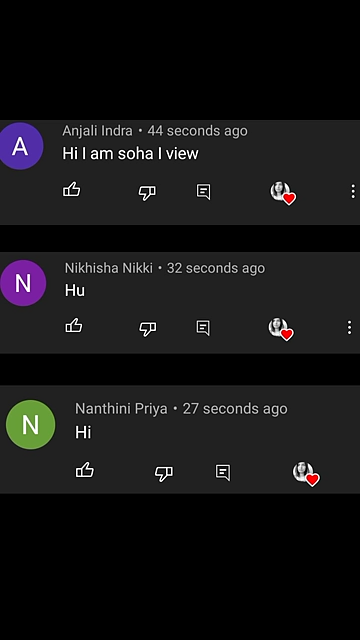 A
Anjali Indra • 44 seconds ago
Hi I am soha I view
N
Nikhisha Nikki • 32 seconds ago
Hu
N
Nanthini Priya • 27 seconds ago
Hi